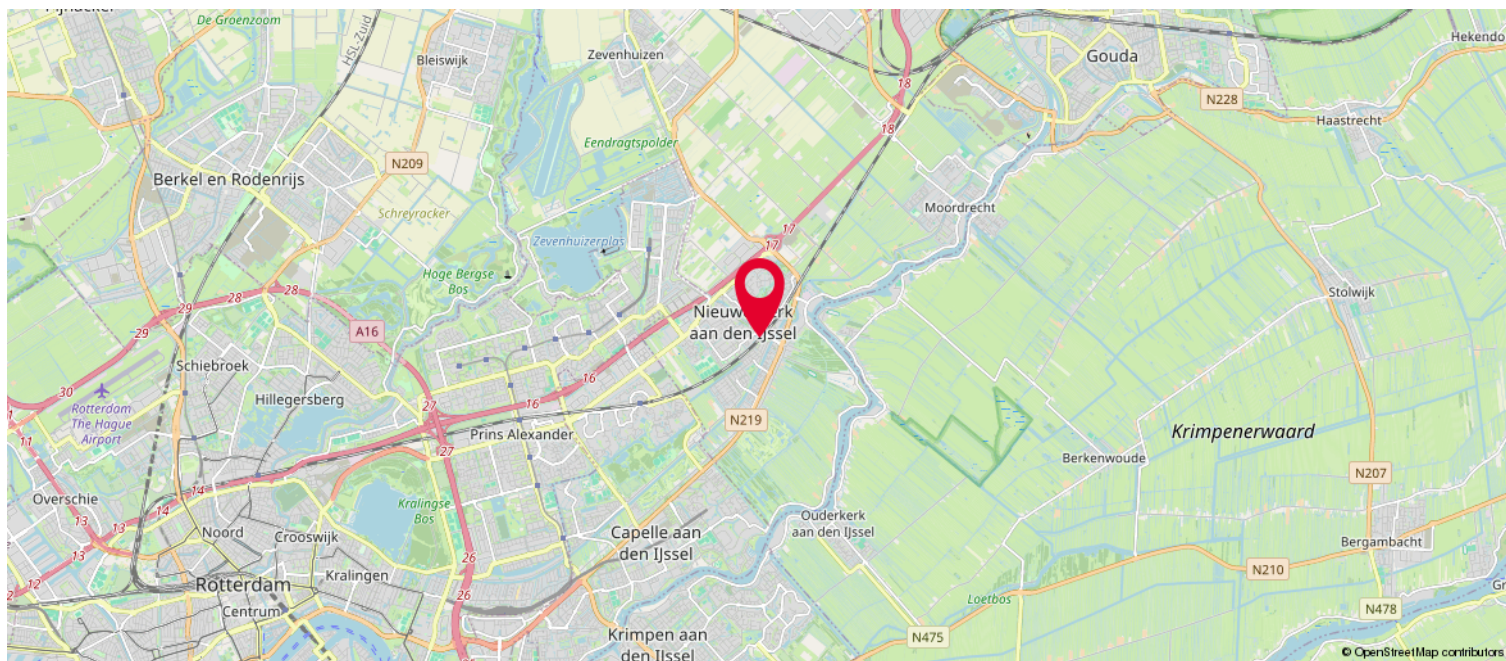 De Groenzoom
HSL-Zuid
Bleiswijk
Zevenhuizen
Gouda
Hekendo
18
N228
Haastrecht
18
Eendragtspolder
N209
Berkel en Rodenrijs
Schreyracker
Moordrecht
17
Zevenhuizerplas
17
Hoge Bergse
Bos
28
28
29
29
Stolwijk
Nieuwe
erk
aan den IJssel
A16
Schiebroek
16
30
Hillegersberg
Rotterdam
The Hague
Airport
27
16
11
N219
Prins Alexander
Krimpenerwaard
27
Berkenwoude
N207
14
Overschie
Kralingse
Bos
13
13
Noord
Crooswijk
Ouderkerk
aan den IJssel
Capelle aan
den IJssel
Bergambacht
13
26
N210
12
Rotterdam
Kralingen
26
Loetbos
Centrum
N478
Krimpen aan
den IJssel
N475
© OpenStreetMap contributors